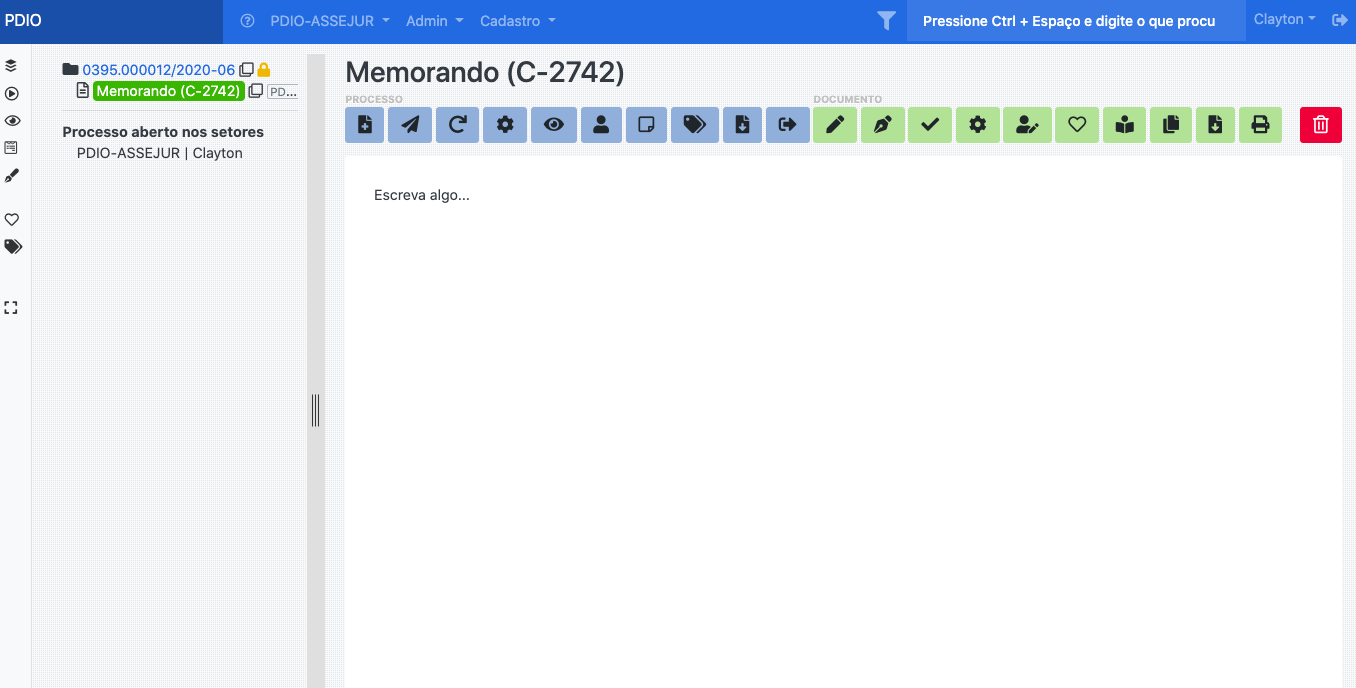 PDIO
PDIO-ASSEJUR Admin Cadastro
Pressione Ctrl + Espaço e digite o que procu
Clayton
0395.000012/2020-06
Memorando (C-2742) PD...
Processo aberto nos setores
PDIO-ASSEJUR | Clayton
Memorando (C-2742)
PROCESSO DOCUMENTO
Escreva algo...